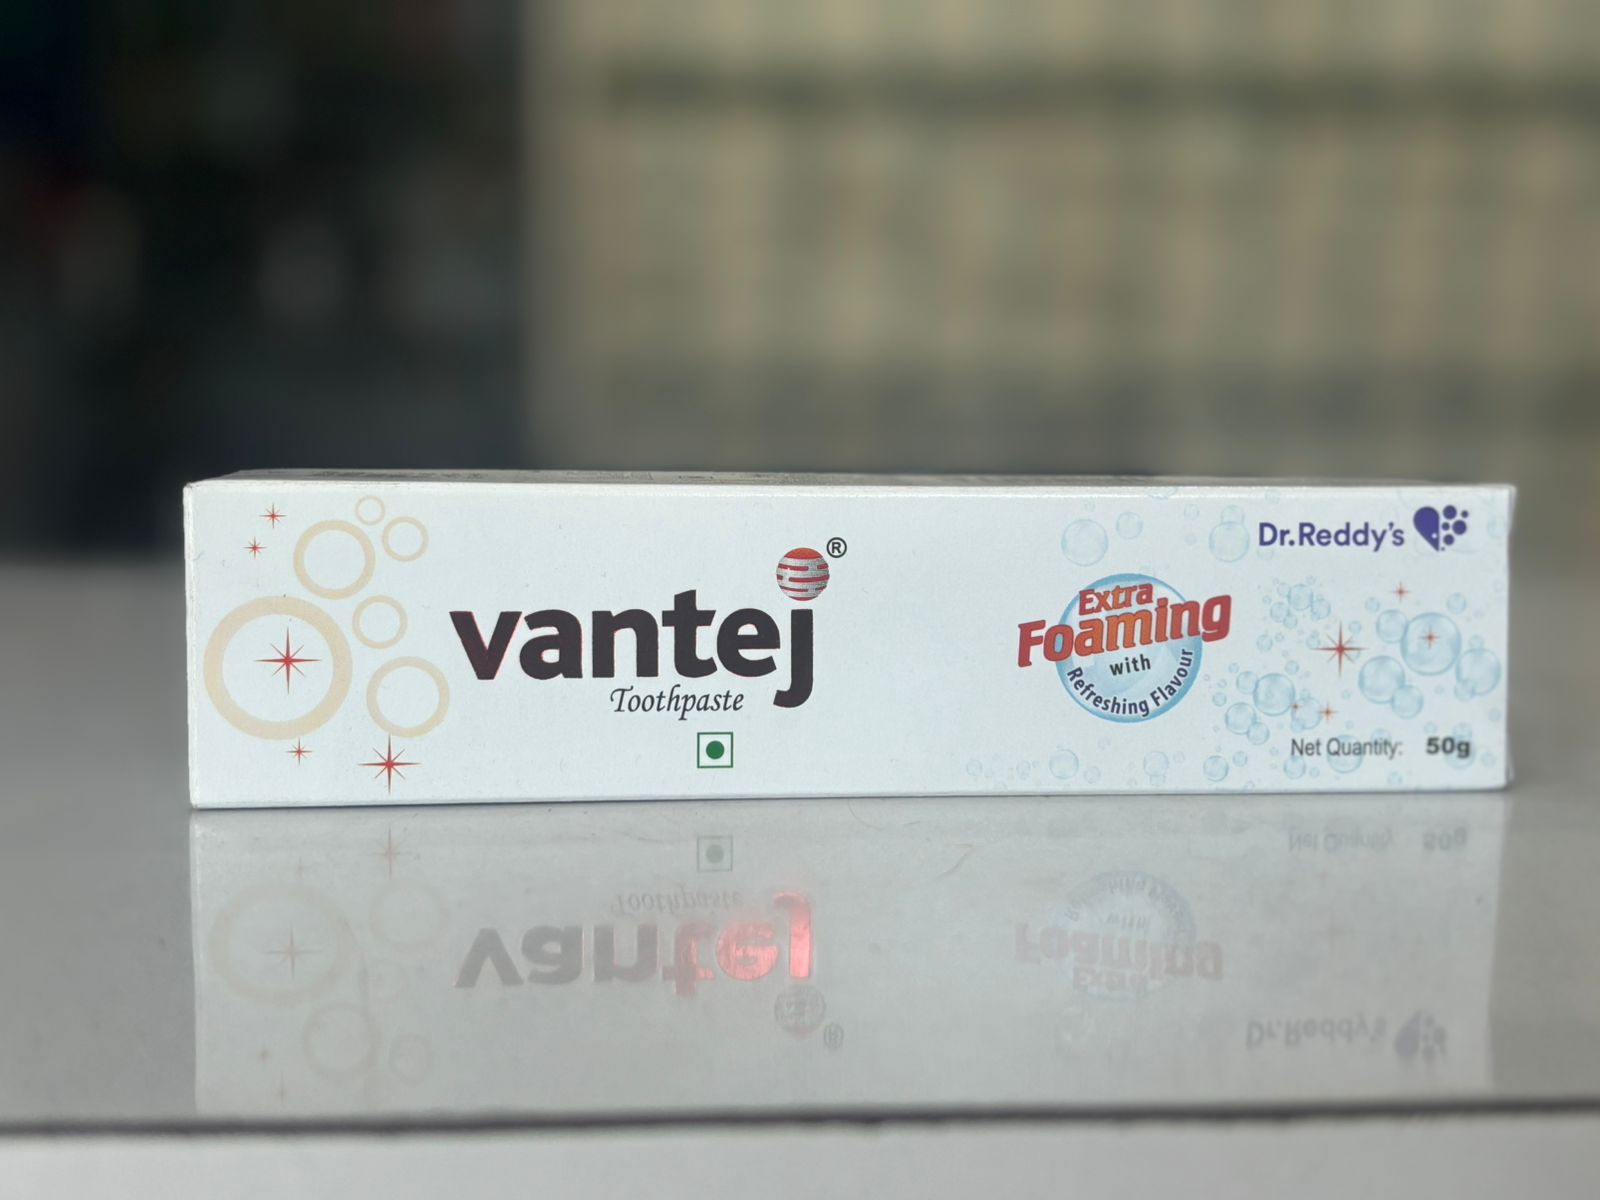 vantej®
Toothpaste
Extra
Foaming
with
Refreshing Flavour
Dr.Reddy's
Net Quantity: 50g